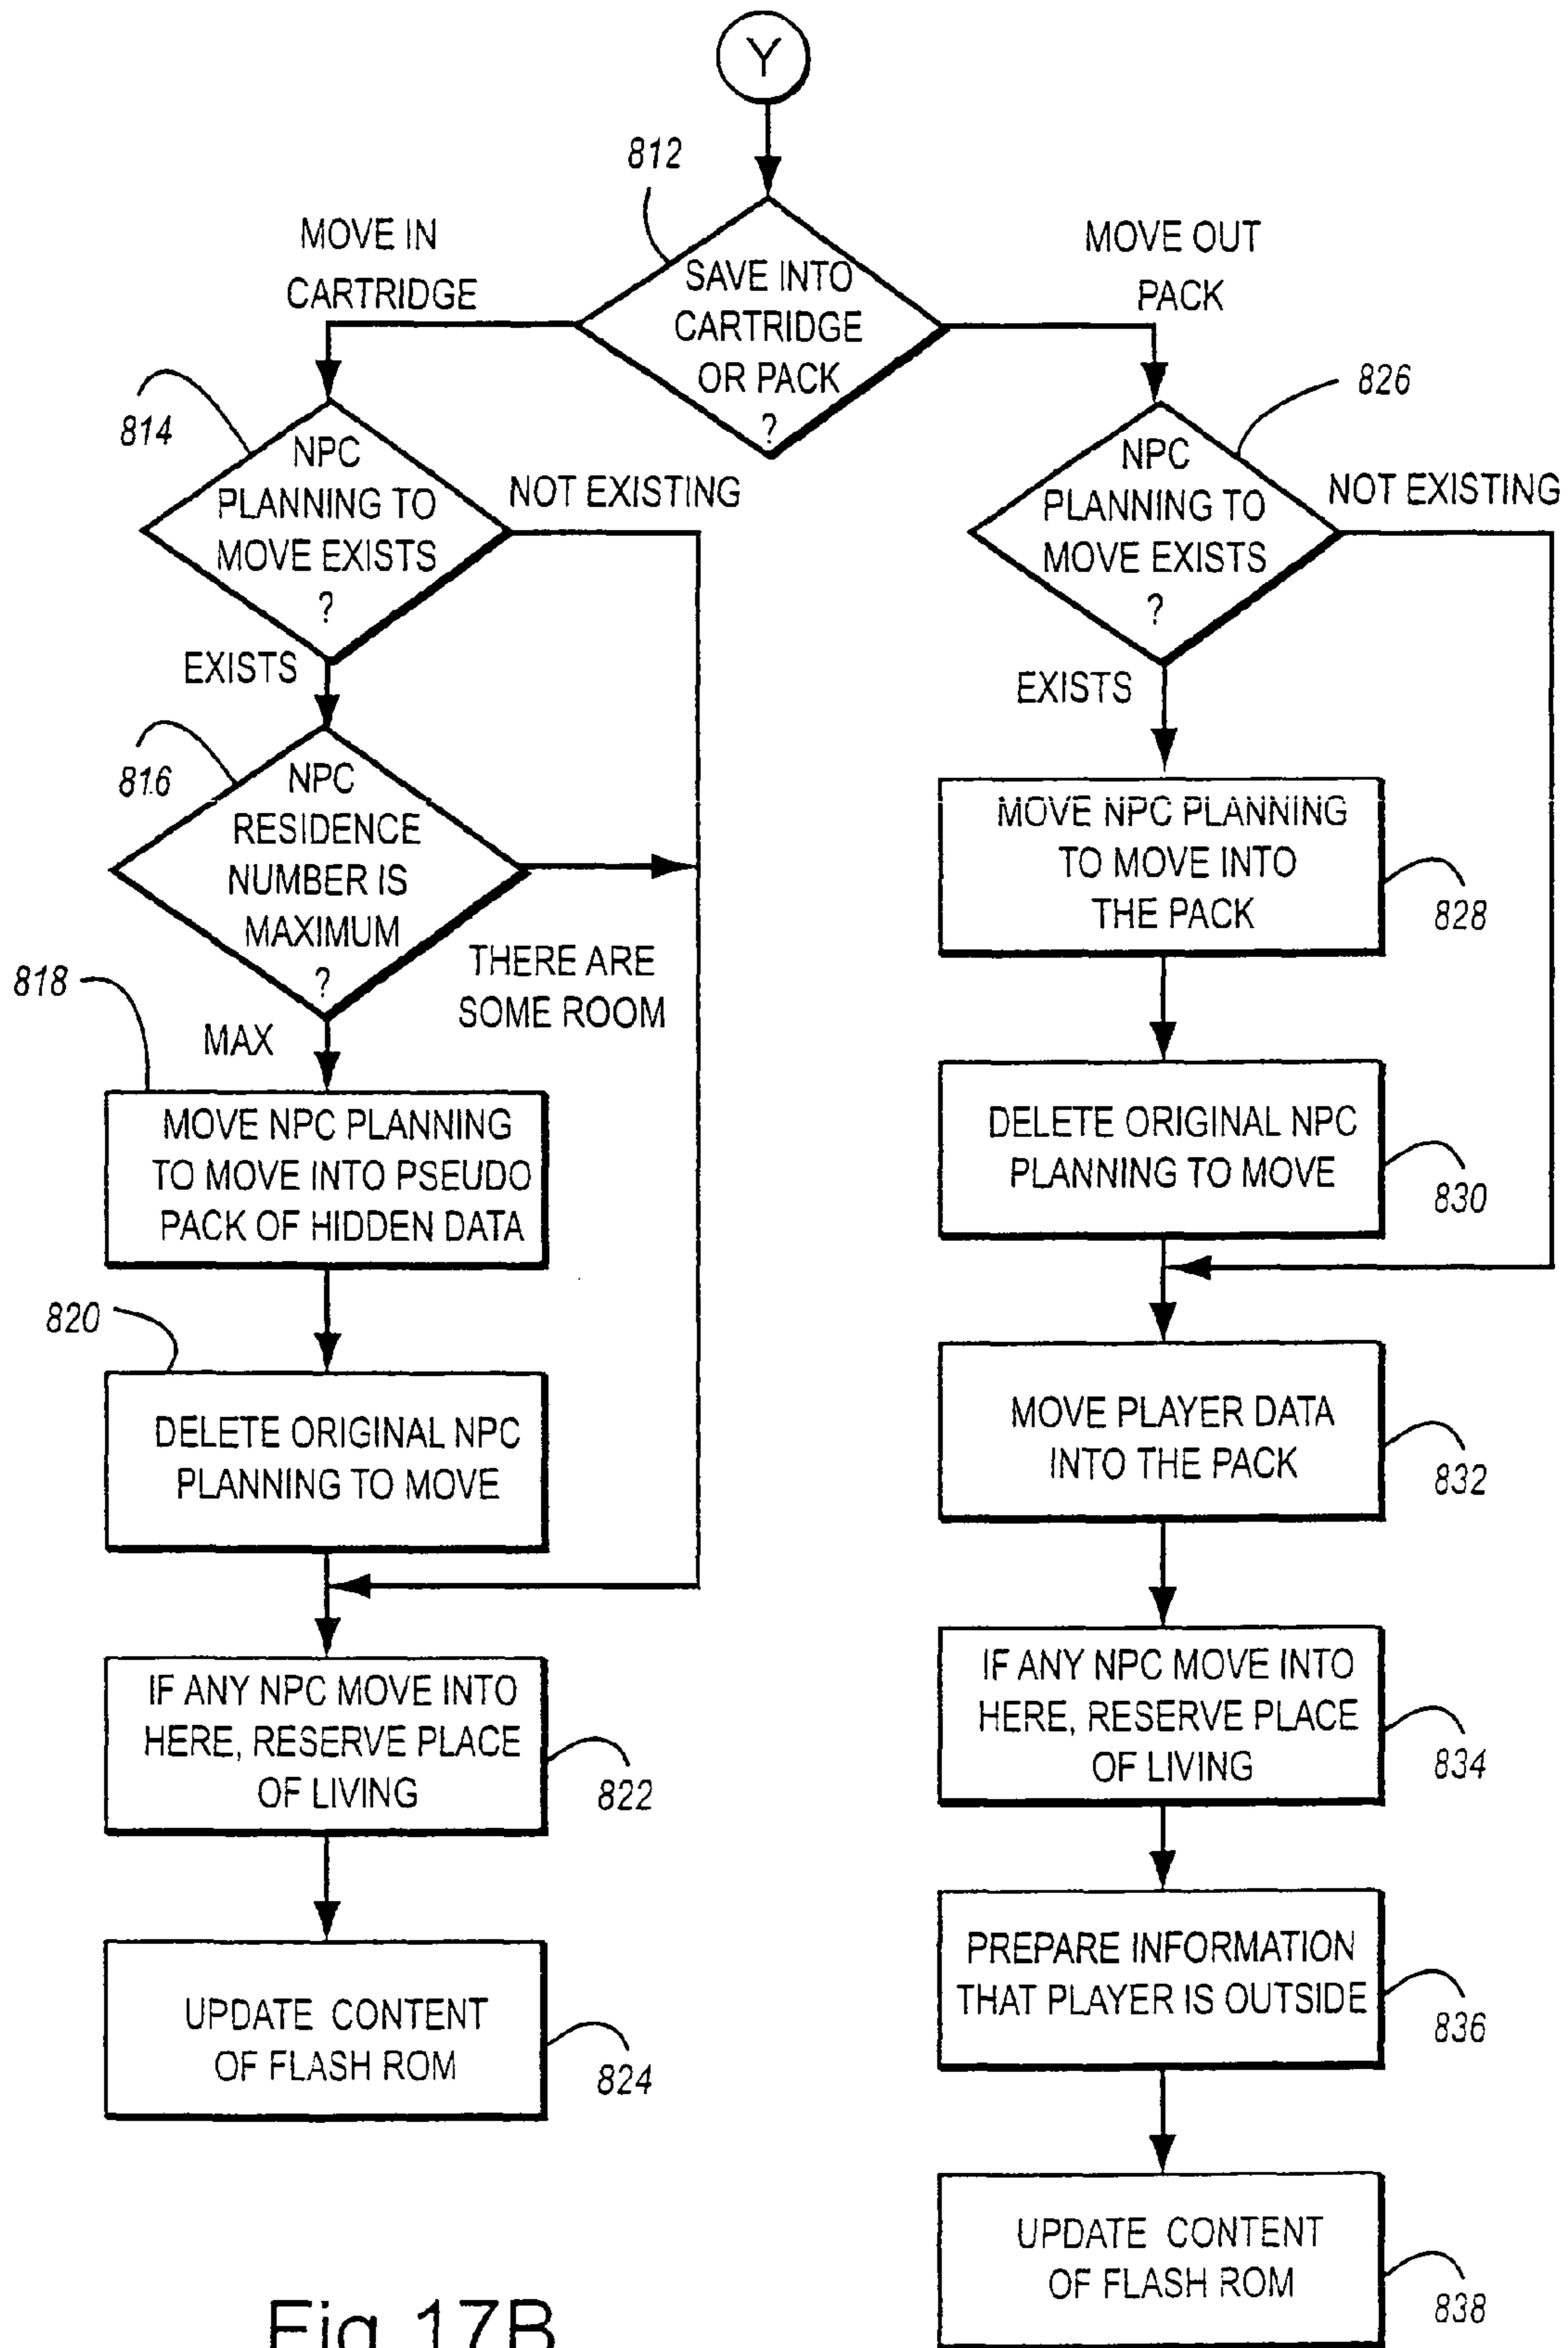 Y
812
MOVE IN
CARTRIDGE
SAVE INTO
CARTRIDGE
OR PACK
?
MOVE OUT
PACK
814
NPC
PLANNING TO
MOVE EXISTS
?
NOT EXISTING
EXISTS
816
NPC
RESIDENCE
NUMBER IS
MAXIMUM
?
THERE ARE
SOME ROOM
MAX
818
MOVE NPC PLANNING
TO MOVE INTO PSEUDO
PACK OF HIDDEN DATA
820
DELETE ORIGINAL NPC
PLANNING TO MOVE
IF ANY NPC MOVE INTO
HERE, RESERVE PLACE
OF LIVING
822
UPDATE CONTENT
OF FLASH ROM
824
826
NPC
PLANNING TO
MOVE EXISTS
?
NOT EXISTING
EXISTS
MOVE NPC PLANNING
TO MOVE INTO
THE PACK
828
DELETE ORIGINAL NPC
PLANNING TO MOVE
830
MOVE PLAYER DATA
INTO THE PACK
832
IF ANY NPC MOVE INTO
HERE, RESERVE PLACE
OF LIVING
834
PREPARE INFORMATION
THAT PLAYER IS OUTSIDE
836
UPDATE CONTENT
OF FLASH ROM
838
Fig. 17B